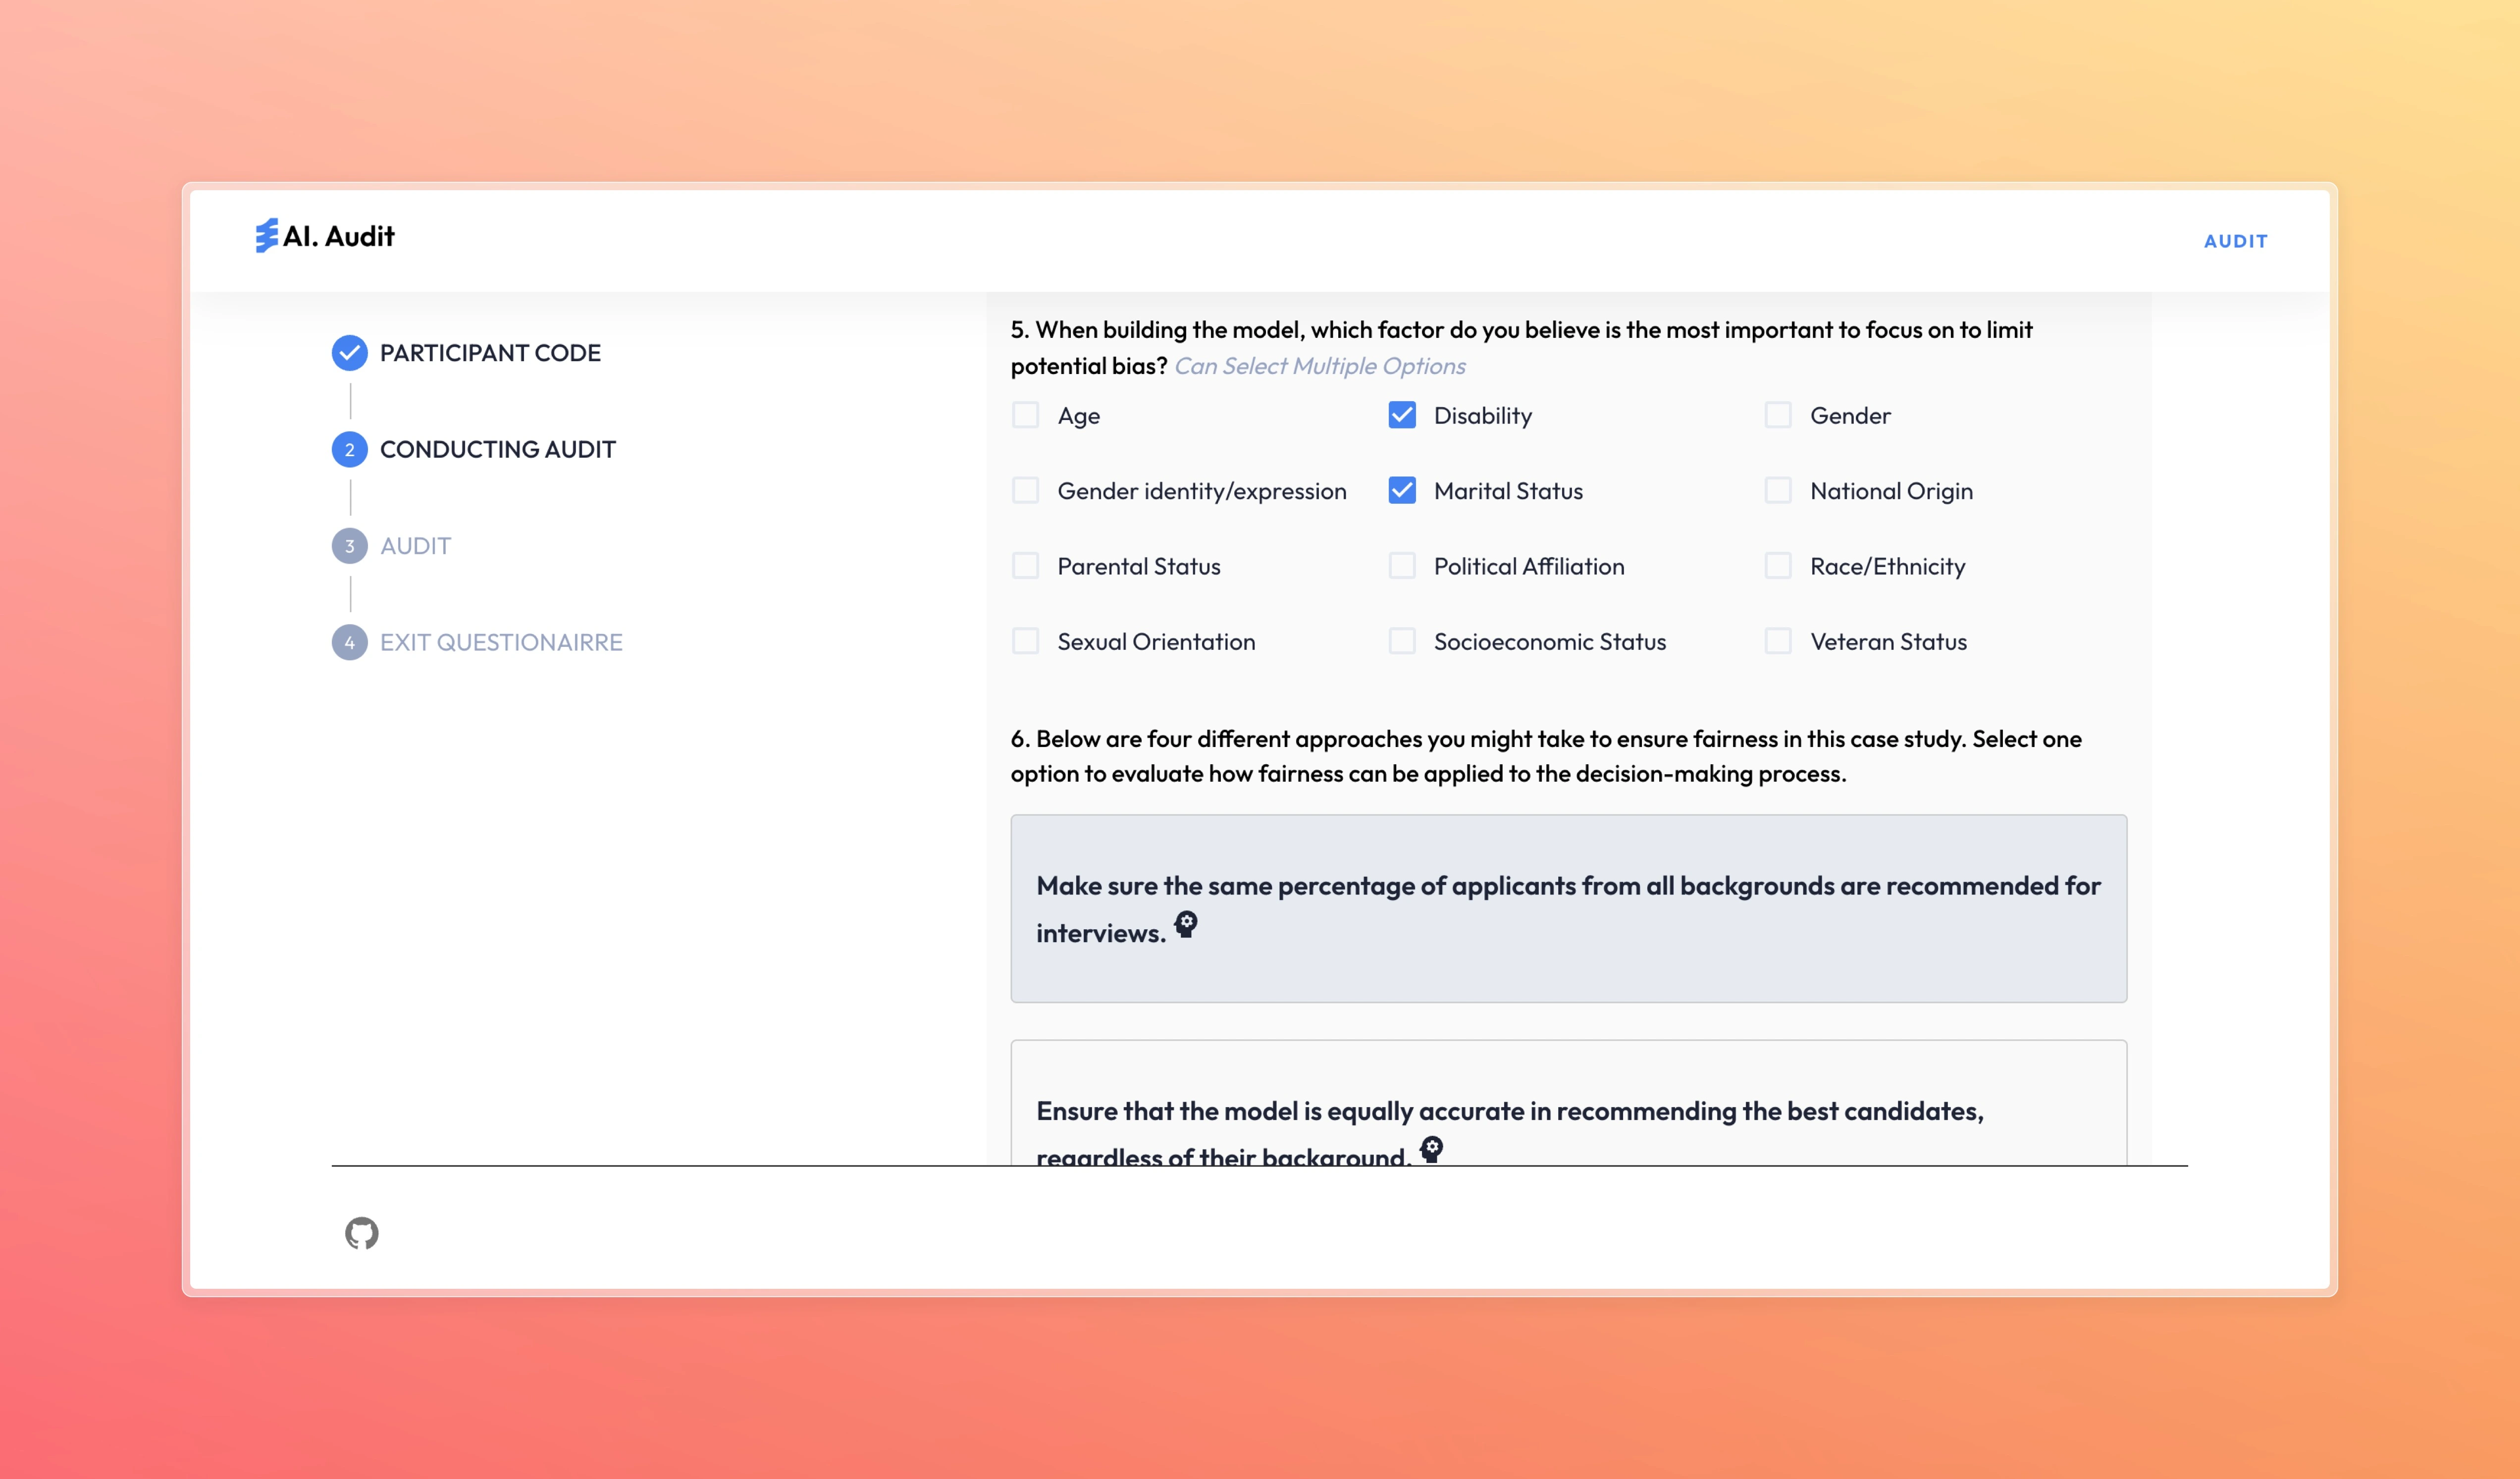 AI. Audit
AUDIT
PARTICIPANT CODE
2 CONDUCTING AUDIT
3 AUDIT
4 EXIT QUESTIONAIRRE
5. When building the model, which factor do you believe is the most important to focus on to limit
potential bias? Can Select Multiple Options
Age
Disability
Gender
Gender identity/expression
Marital Status
National Origin
Parental Status
Political Affiliation
Race/Ethnicity
Sexual Orientation
Socioeconomic Status
Veteran Status
6. Below are four different approaches you might take to ensure fairness in this case study. Select one
option to evaluate how fairness can be applied to the decision-making process.
Make sure the same percentage of applicants from all backgrounds are recommended for
interviews.
Ensure that the model is equally accurate in recommending the best candidates,
regardless of their background.